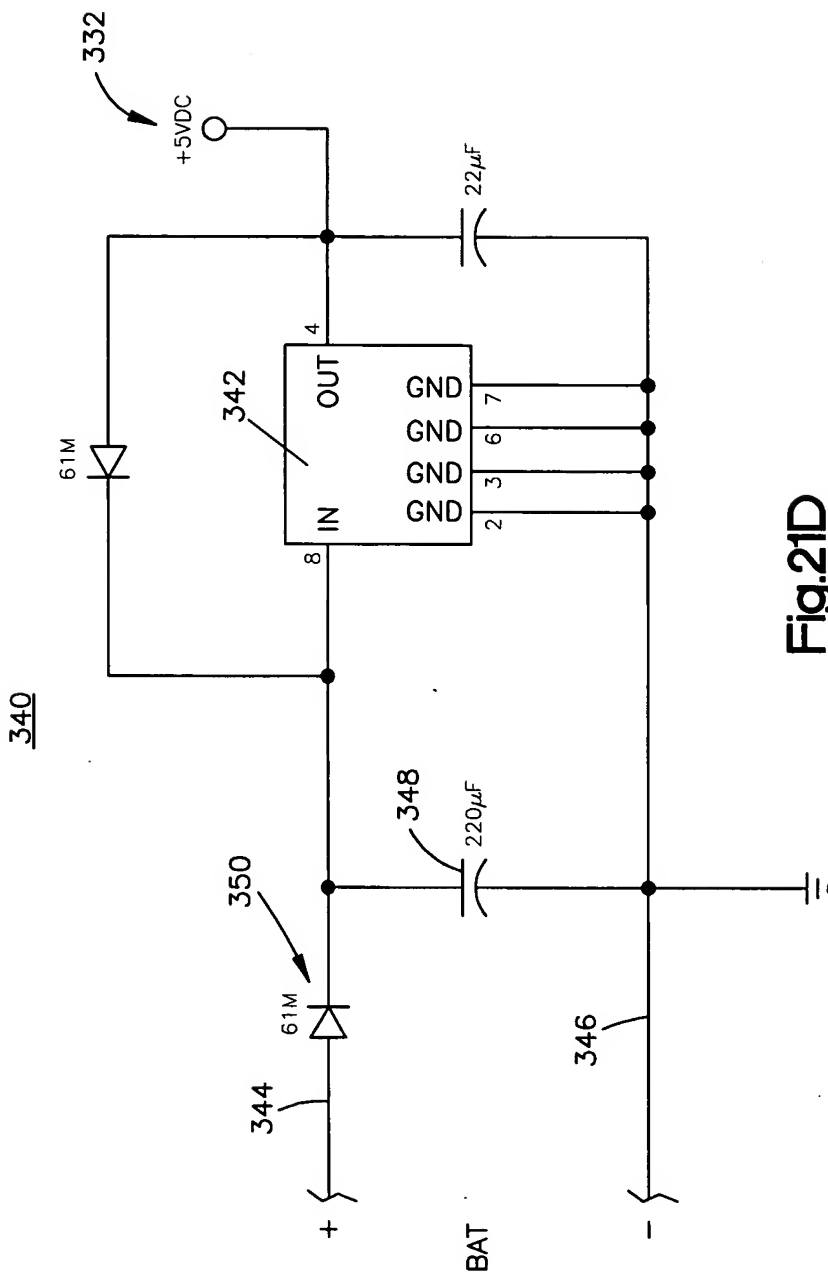 340
332
+5VDC
61M
342
4
OUT
8
IN
GND
GND
GND
GND
2
3
6
7
22μF
350
61M
344
348
220μF
346
+
BAT
-
Fig.21D